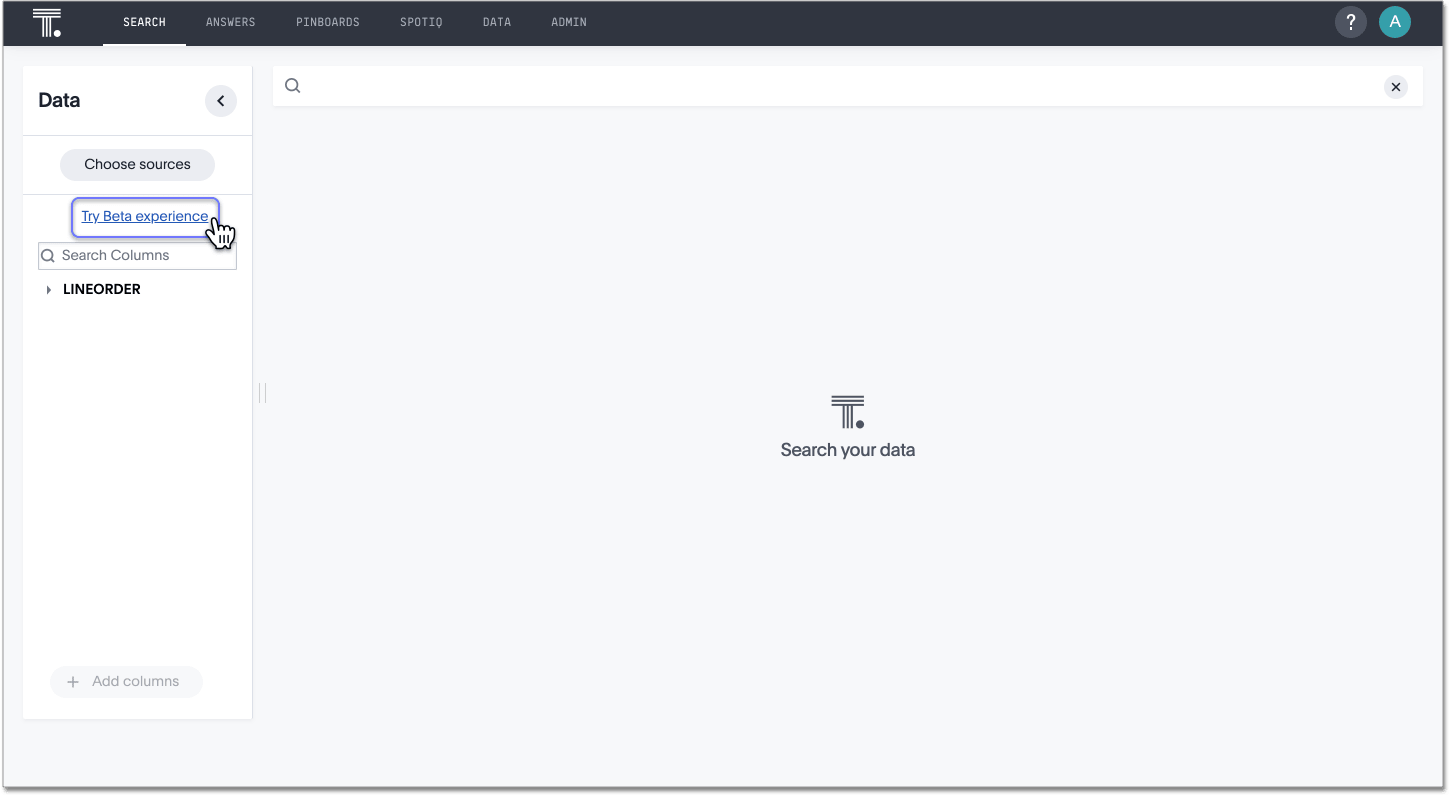 SEARCH ANSWERS PINBOARDS SPOTIQ DATA ADMIN ? A
Data
Choose sources
Try Beta experience
Search Columns
LINEORDER
Search your data
+ Add columns